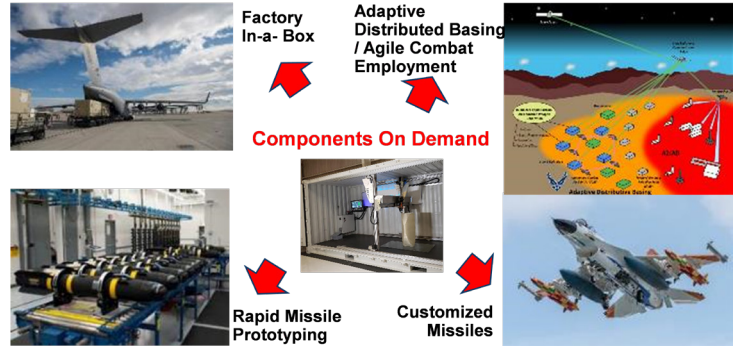 Factory
In-a- Box
Adaptive
Distributed Basing
/ Agile Combat
Employment
Components On Demand
Adaptive Distributive Basing
Rapid Missile
Prototyping
Customized
Missiles